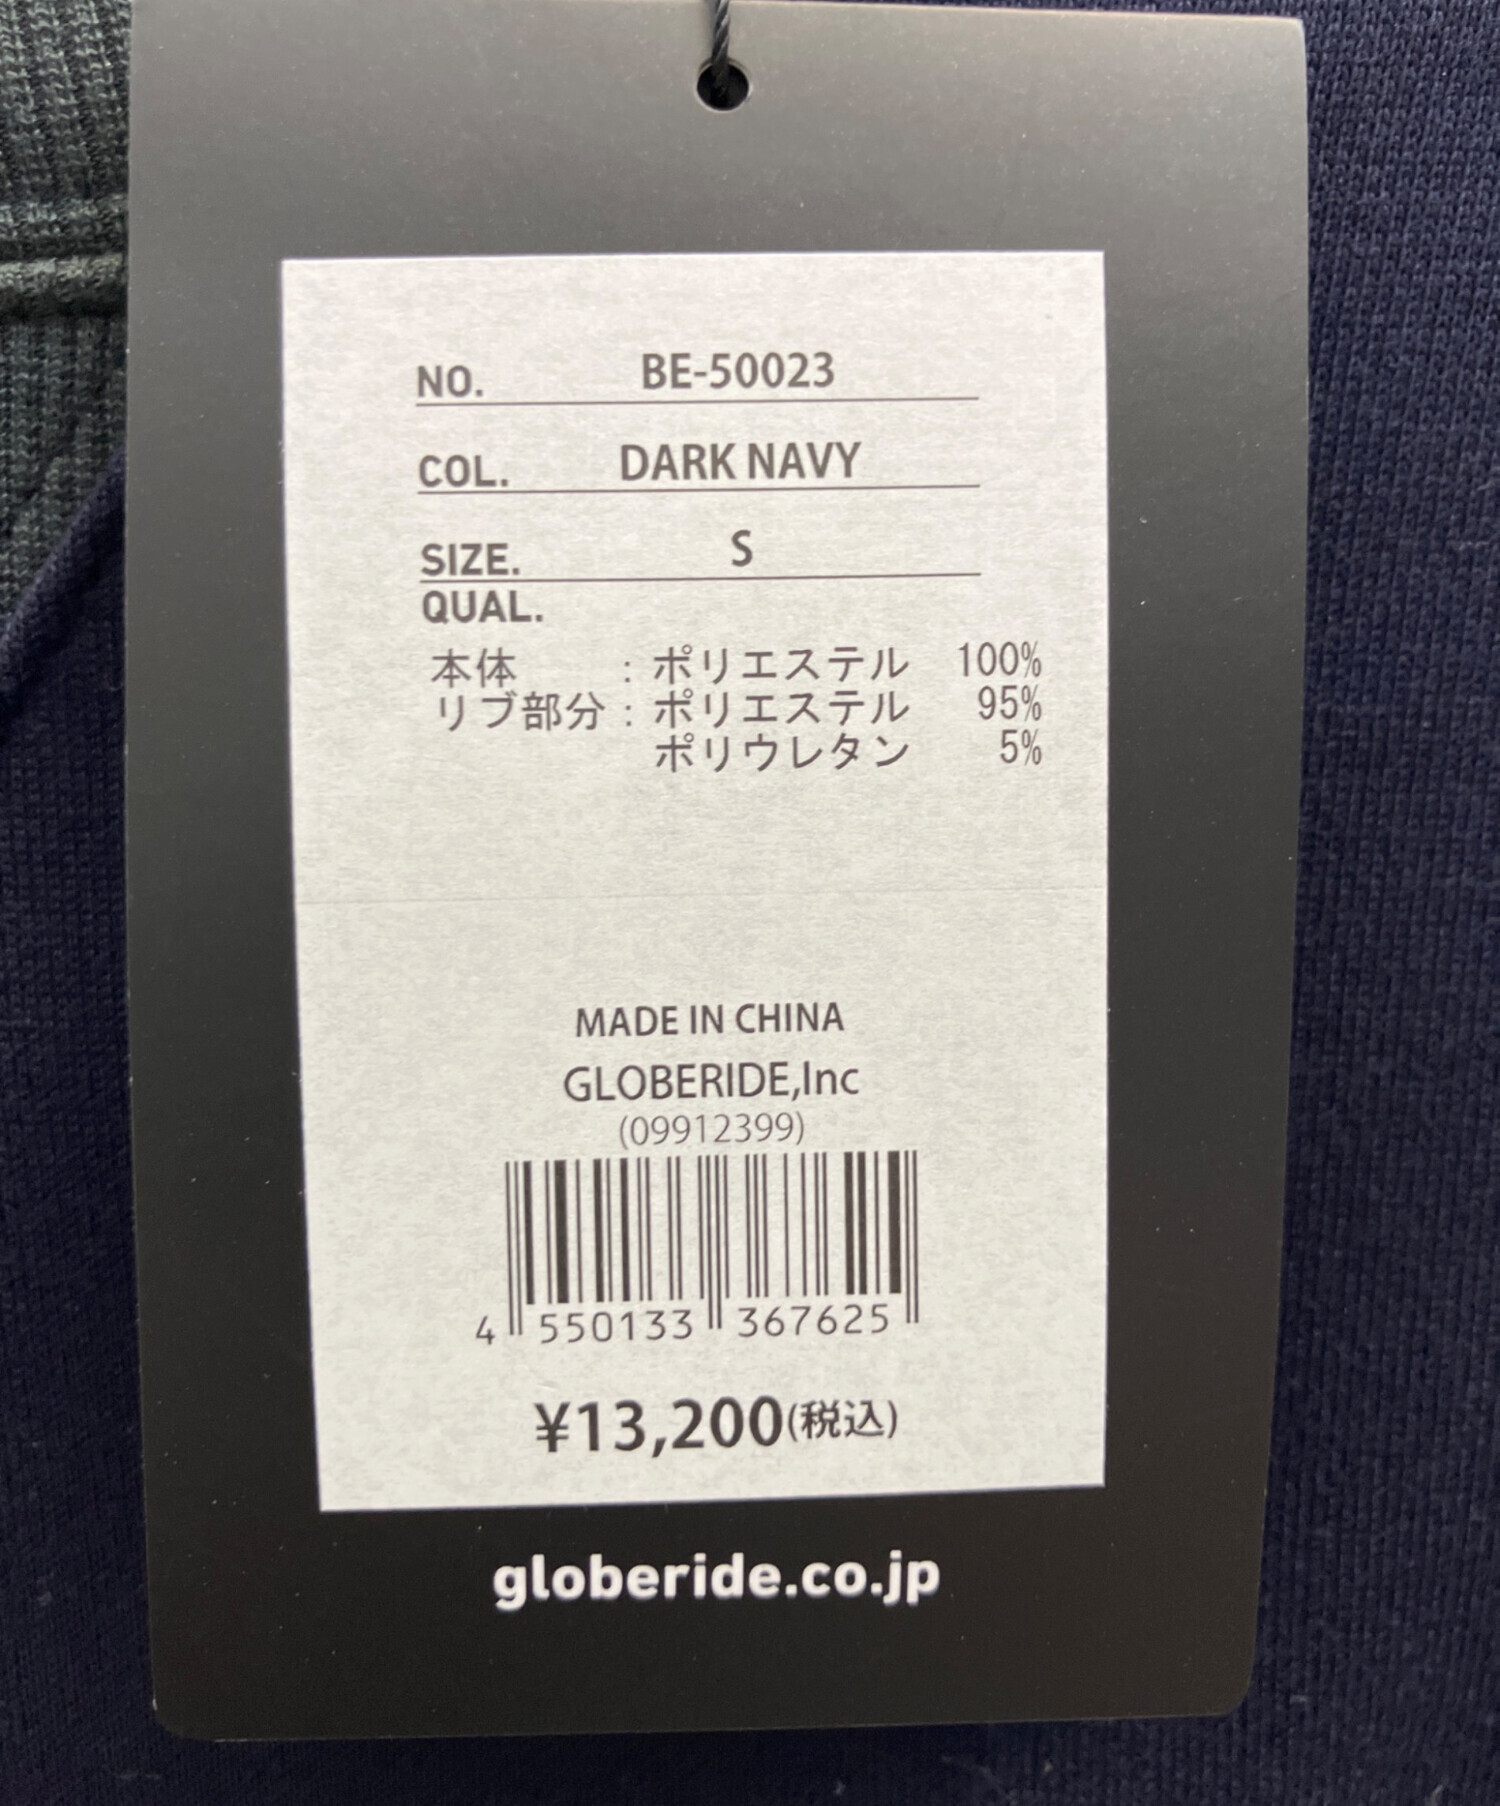 NO. BE-50023
COL. DARK NAVY
SIZE. S
QUAL.
本体 : ポリエステル 100%
リブ部分 : ポリエステル 95%
ポリウレタン 5%
MADE IN CHINA
GLOBERIDE,Inc
(09912399)
4 550133 367625
¥13,200(税込)
globeride.co.jp